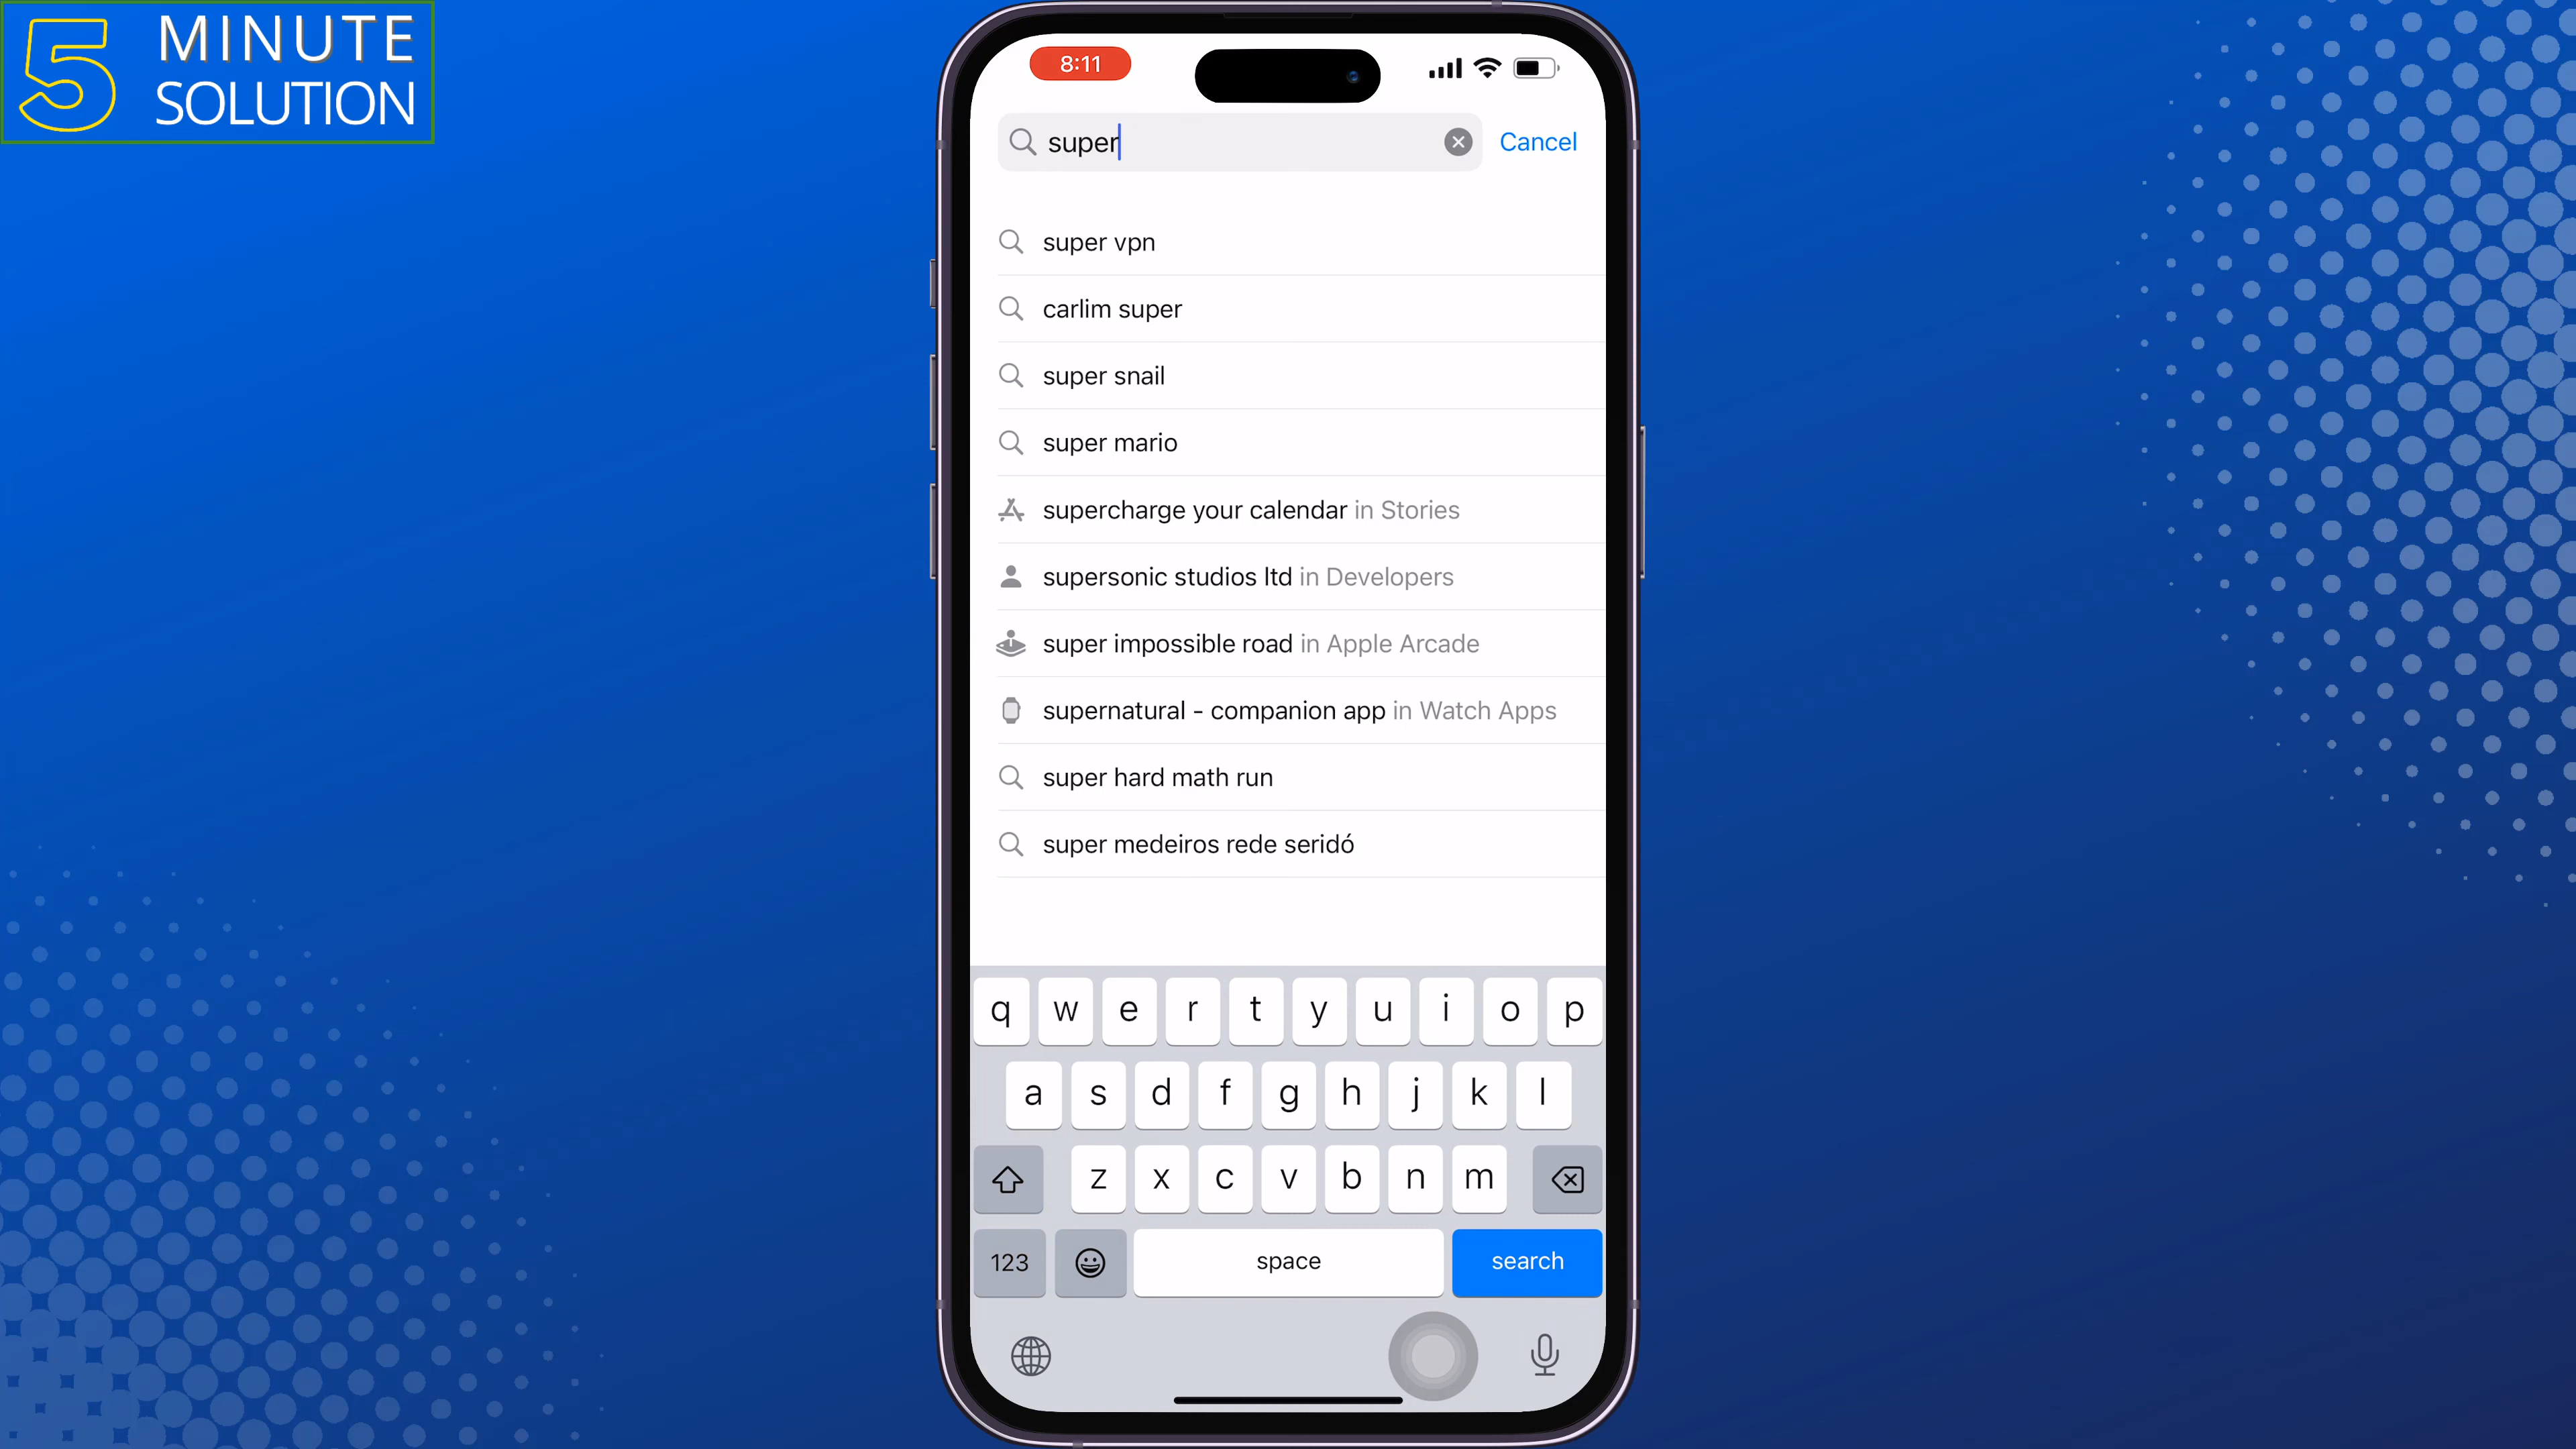 5 MINUTE
SOLUTION
8:11
super
Cancel
super vpn
carlim super
super snail
super mario
supercharge your calendar in Stories
supersonic studios ltd in Developers
super impossible road in Apple Arcade
supernatural - companion app in Watch Apps
super hard math run
super medeiros rede seridó
q w e r t y u i o p
a s d f g h j k l
z x c v b n m
123 space search